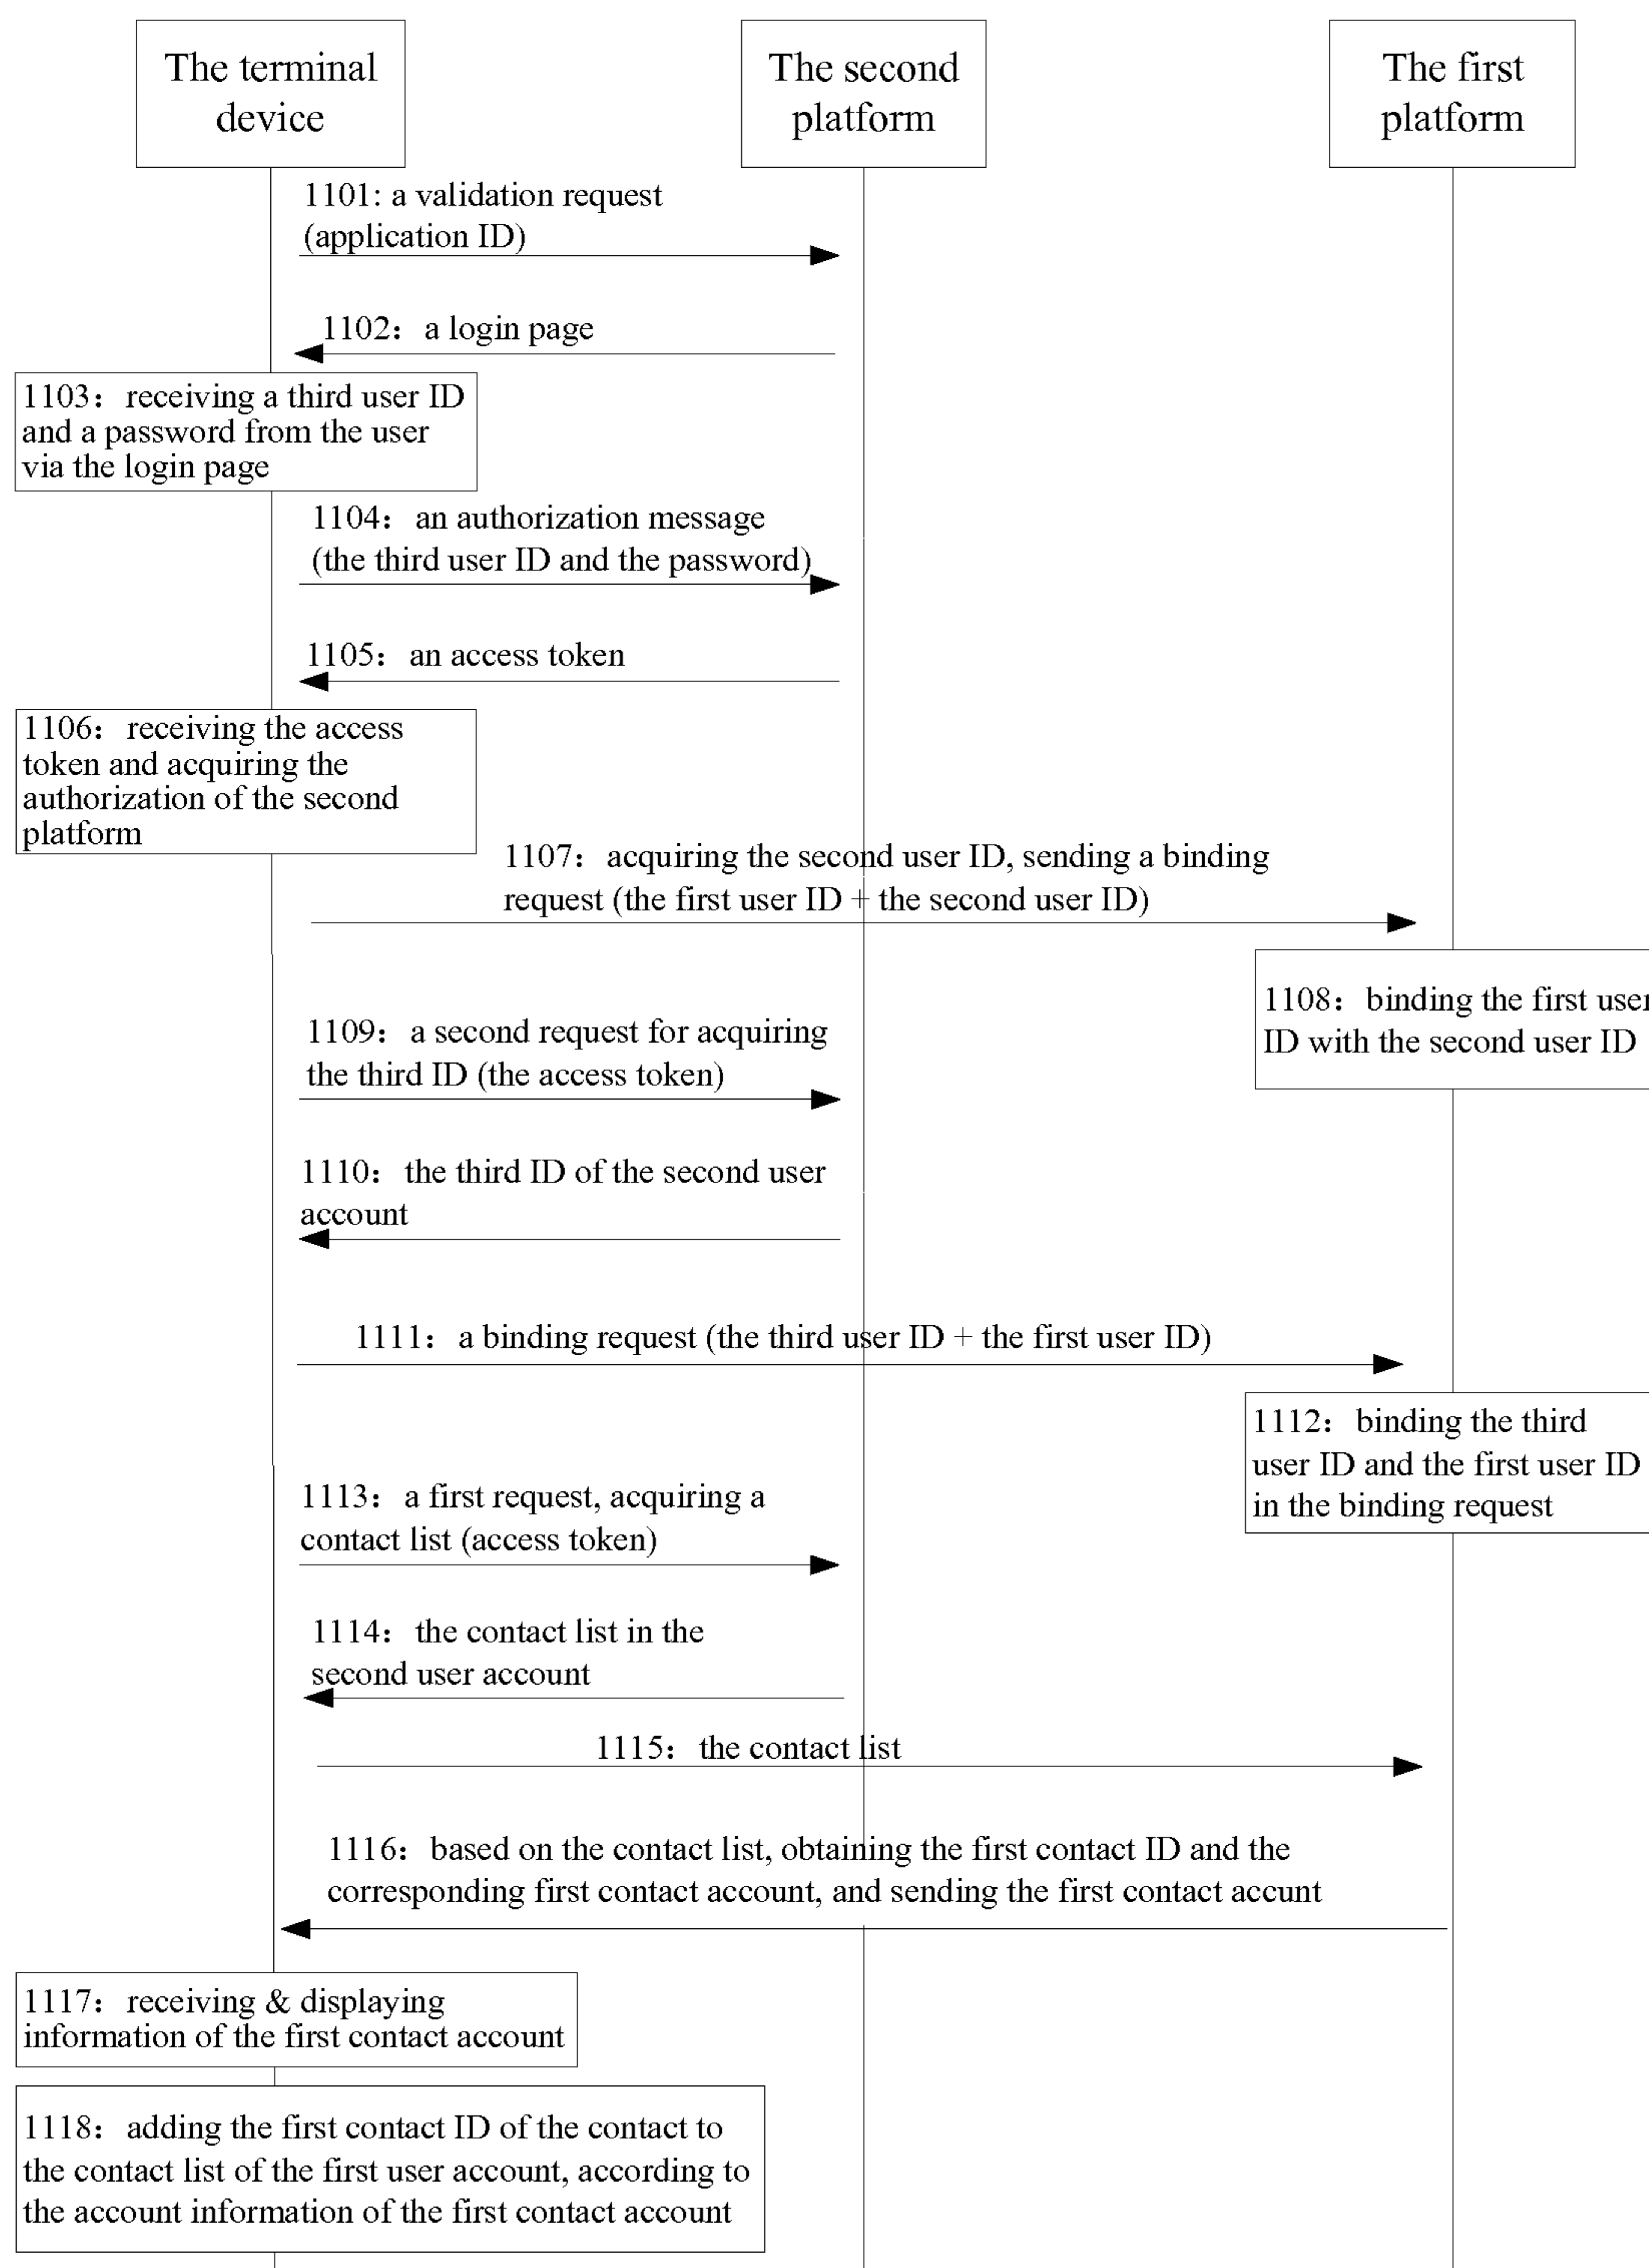 The terminal
device
The second
platform
The first
platform
1101: a validation request
(application ID)
1102：a login page
1103：receiving a third user ID
and a password from the user
via the login page
1104：an authorization message
(the third user ID and the password)
1105：an access token
1106：receiving the access
token and acquiring the
authorization of the second
platform
1107：acquiring the second user ID, sending a binding
request (the first user ID + the second user ID)
1108：binding the first user
ID with the second user ID
1109：a second request for acquiring
the third ID (the access token)
1110：the third ID of the second user
account
1111：a binding request (the third user ID + the first user ID)
1112：binding the third
user ID and the first user ID
in the binding request
1113：a first request, acquiring a
contact list (access token)
1114：the contact list in the
second user account
1115：the contact list
1116：based on the contact list, obtaining the first contact ID and the
corresponding first contact account, and sending the first contact accunt
1117：receiving & displaying
information of the first contact account
1118：adding the first contact ID of the contact to
the contact list of the first user account, according to
the account information of the first contact account